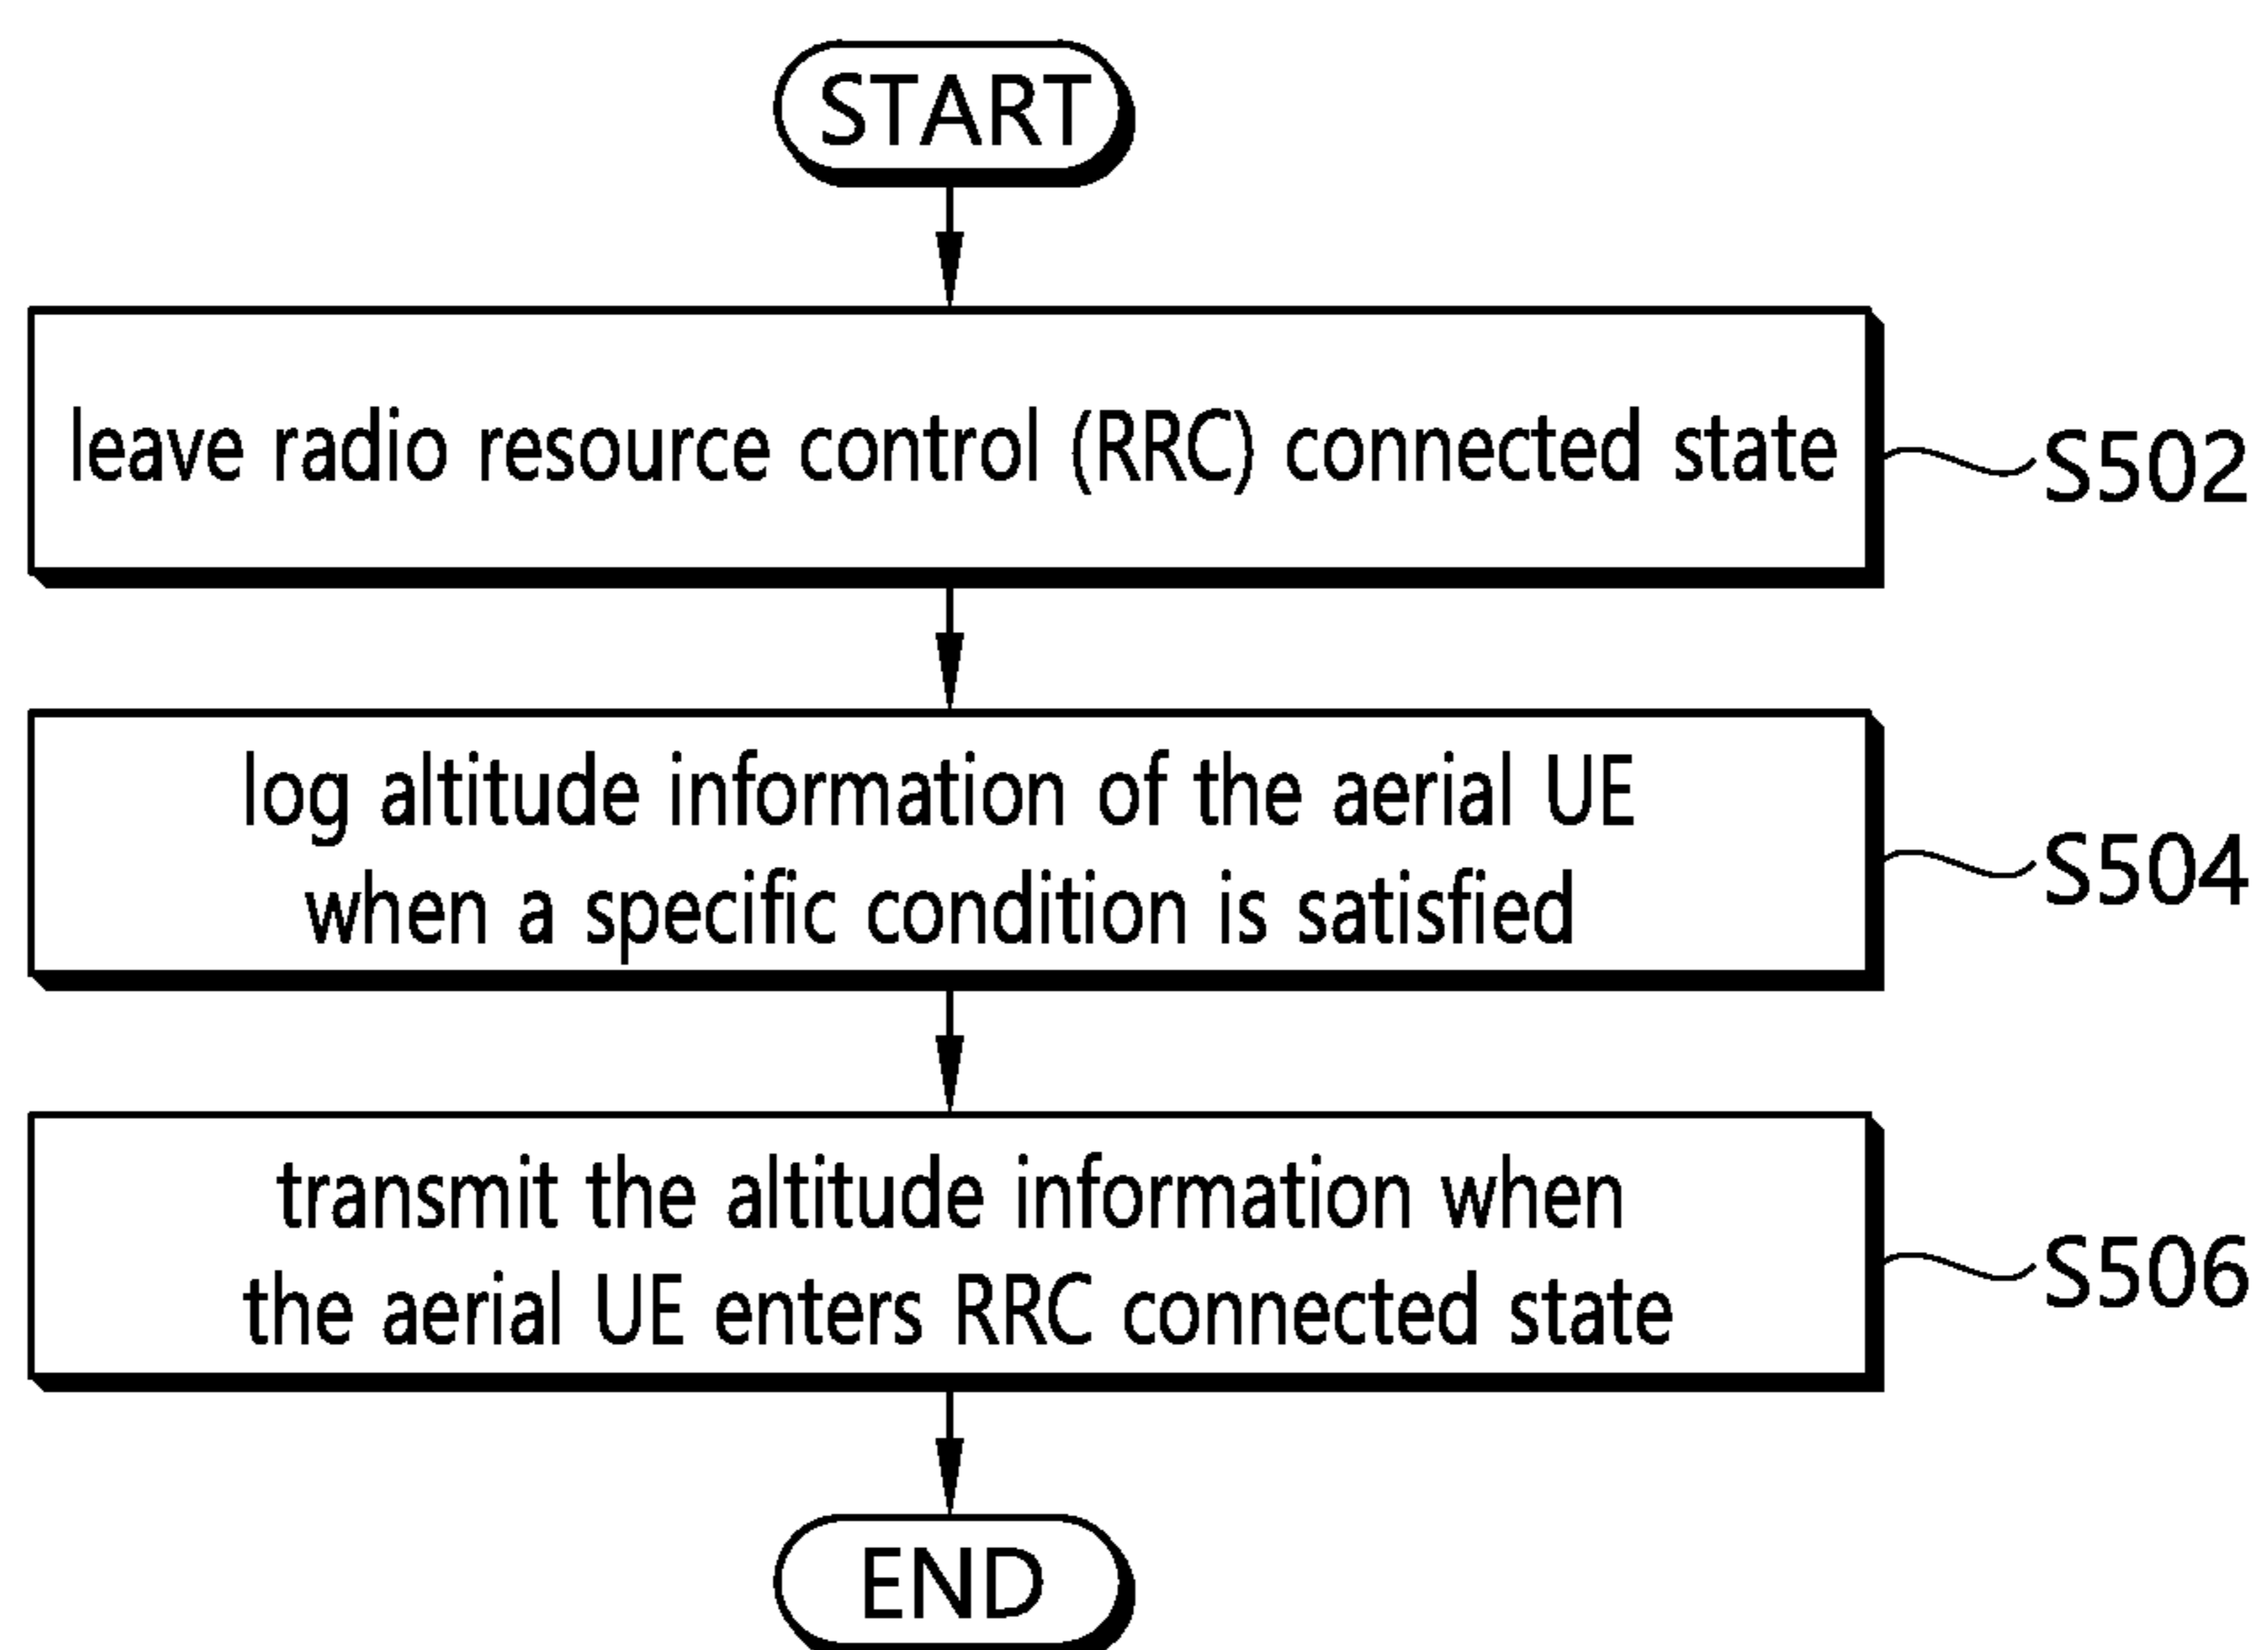 START
leave radio resource control (RRC) connected state
S502
log altitude information of the aerial UE
when a specific condition is satisfied
S504
transmit the altitude information when
the aerial UE enters RRC connected state
S506
END